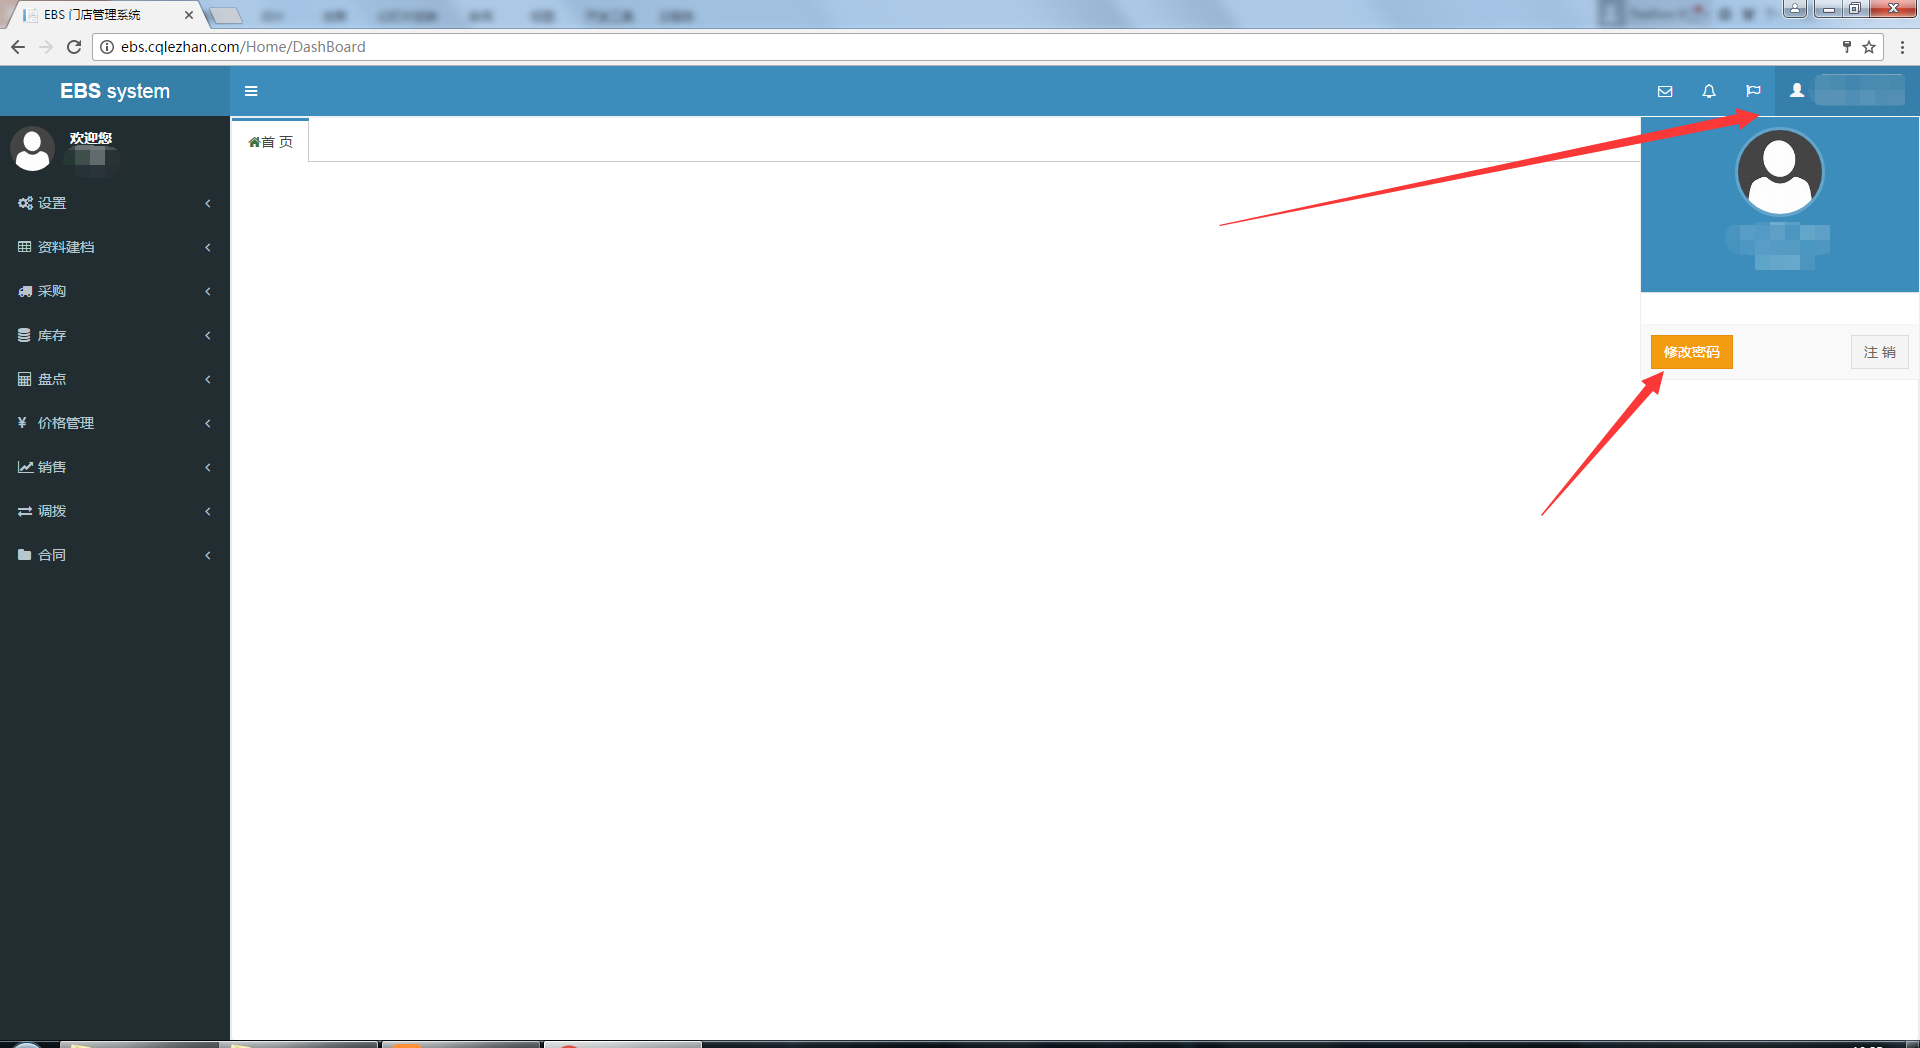 EBS 门店管理系统
ebs.cqlezhan.com/Home/DashBoard
EBS system
欢迎您
首 页
设置
资料建档
采购
库存
盘点
¥ 价格管理
销售
调拨
合同
修改密码
注 销